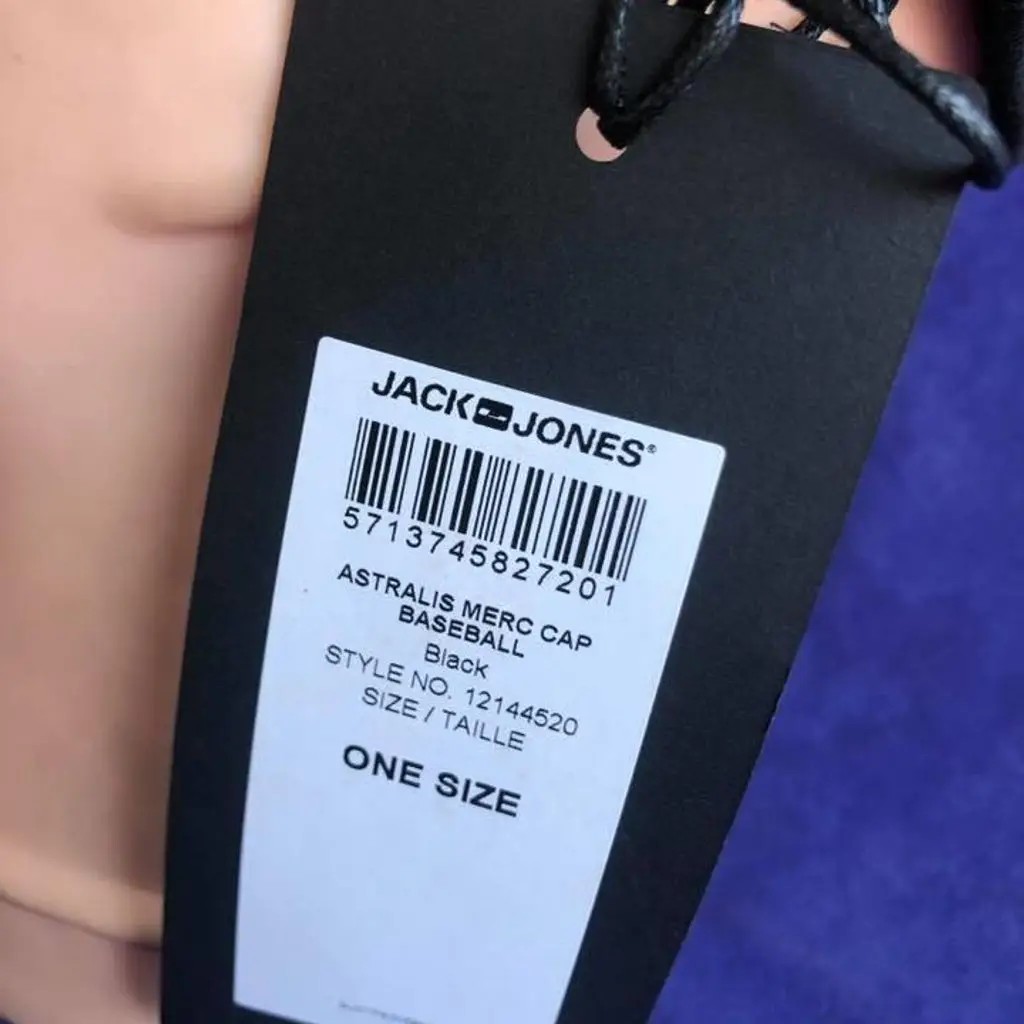 JACK JONES®
5713745827201
ASTRALIS MERC CAP
BASEBALL
Black
STYLE NO. 12144520
SIZE / TAILLE
ONE SIZE